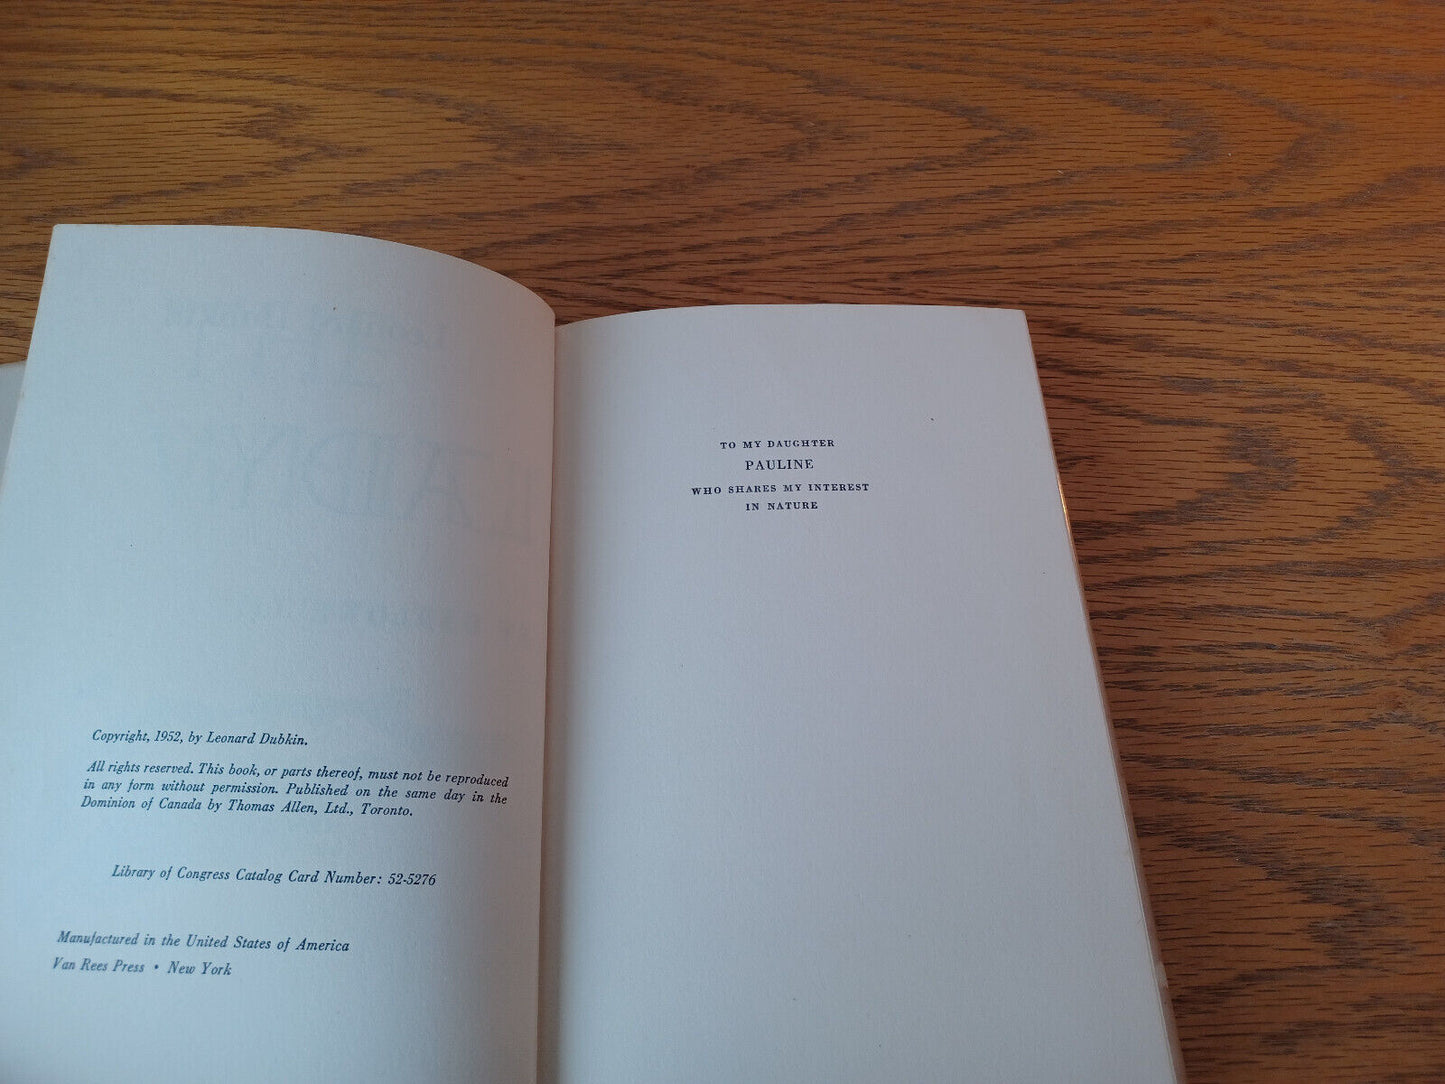 Copyright, 1952, by Leonard Dubkin.
All rights reserved. This book, or parts thereof, must not be reproduced
in any form without permission. Published on the same day in the
Dominion of Canada by Thomas Allen, Ltd., Toronto.
Library of Congress Catalog Card Number: 52-5276
Manufactured in the United States of America
Van Rees Press • New York
TO MY DAUGHTER
PAULINE
WHO SHARES MY INTEREST
IN NATURE